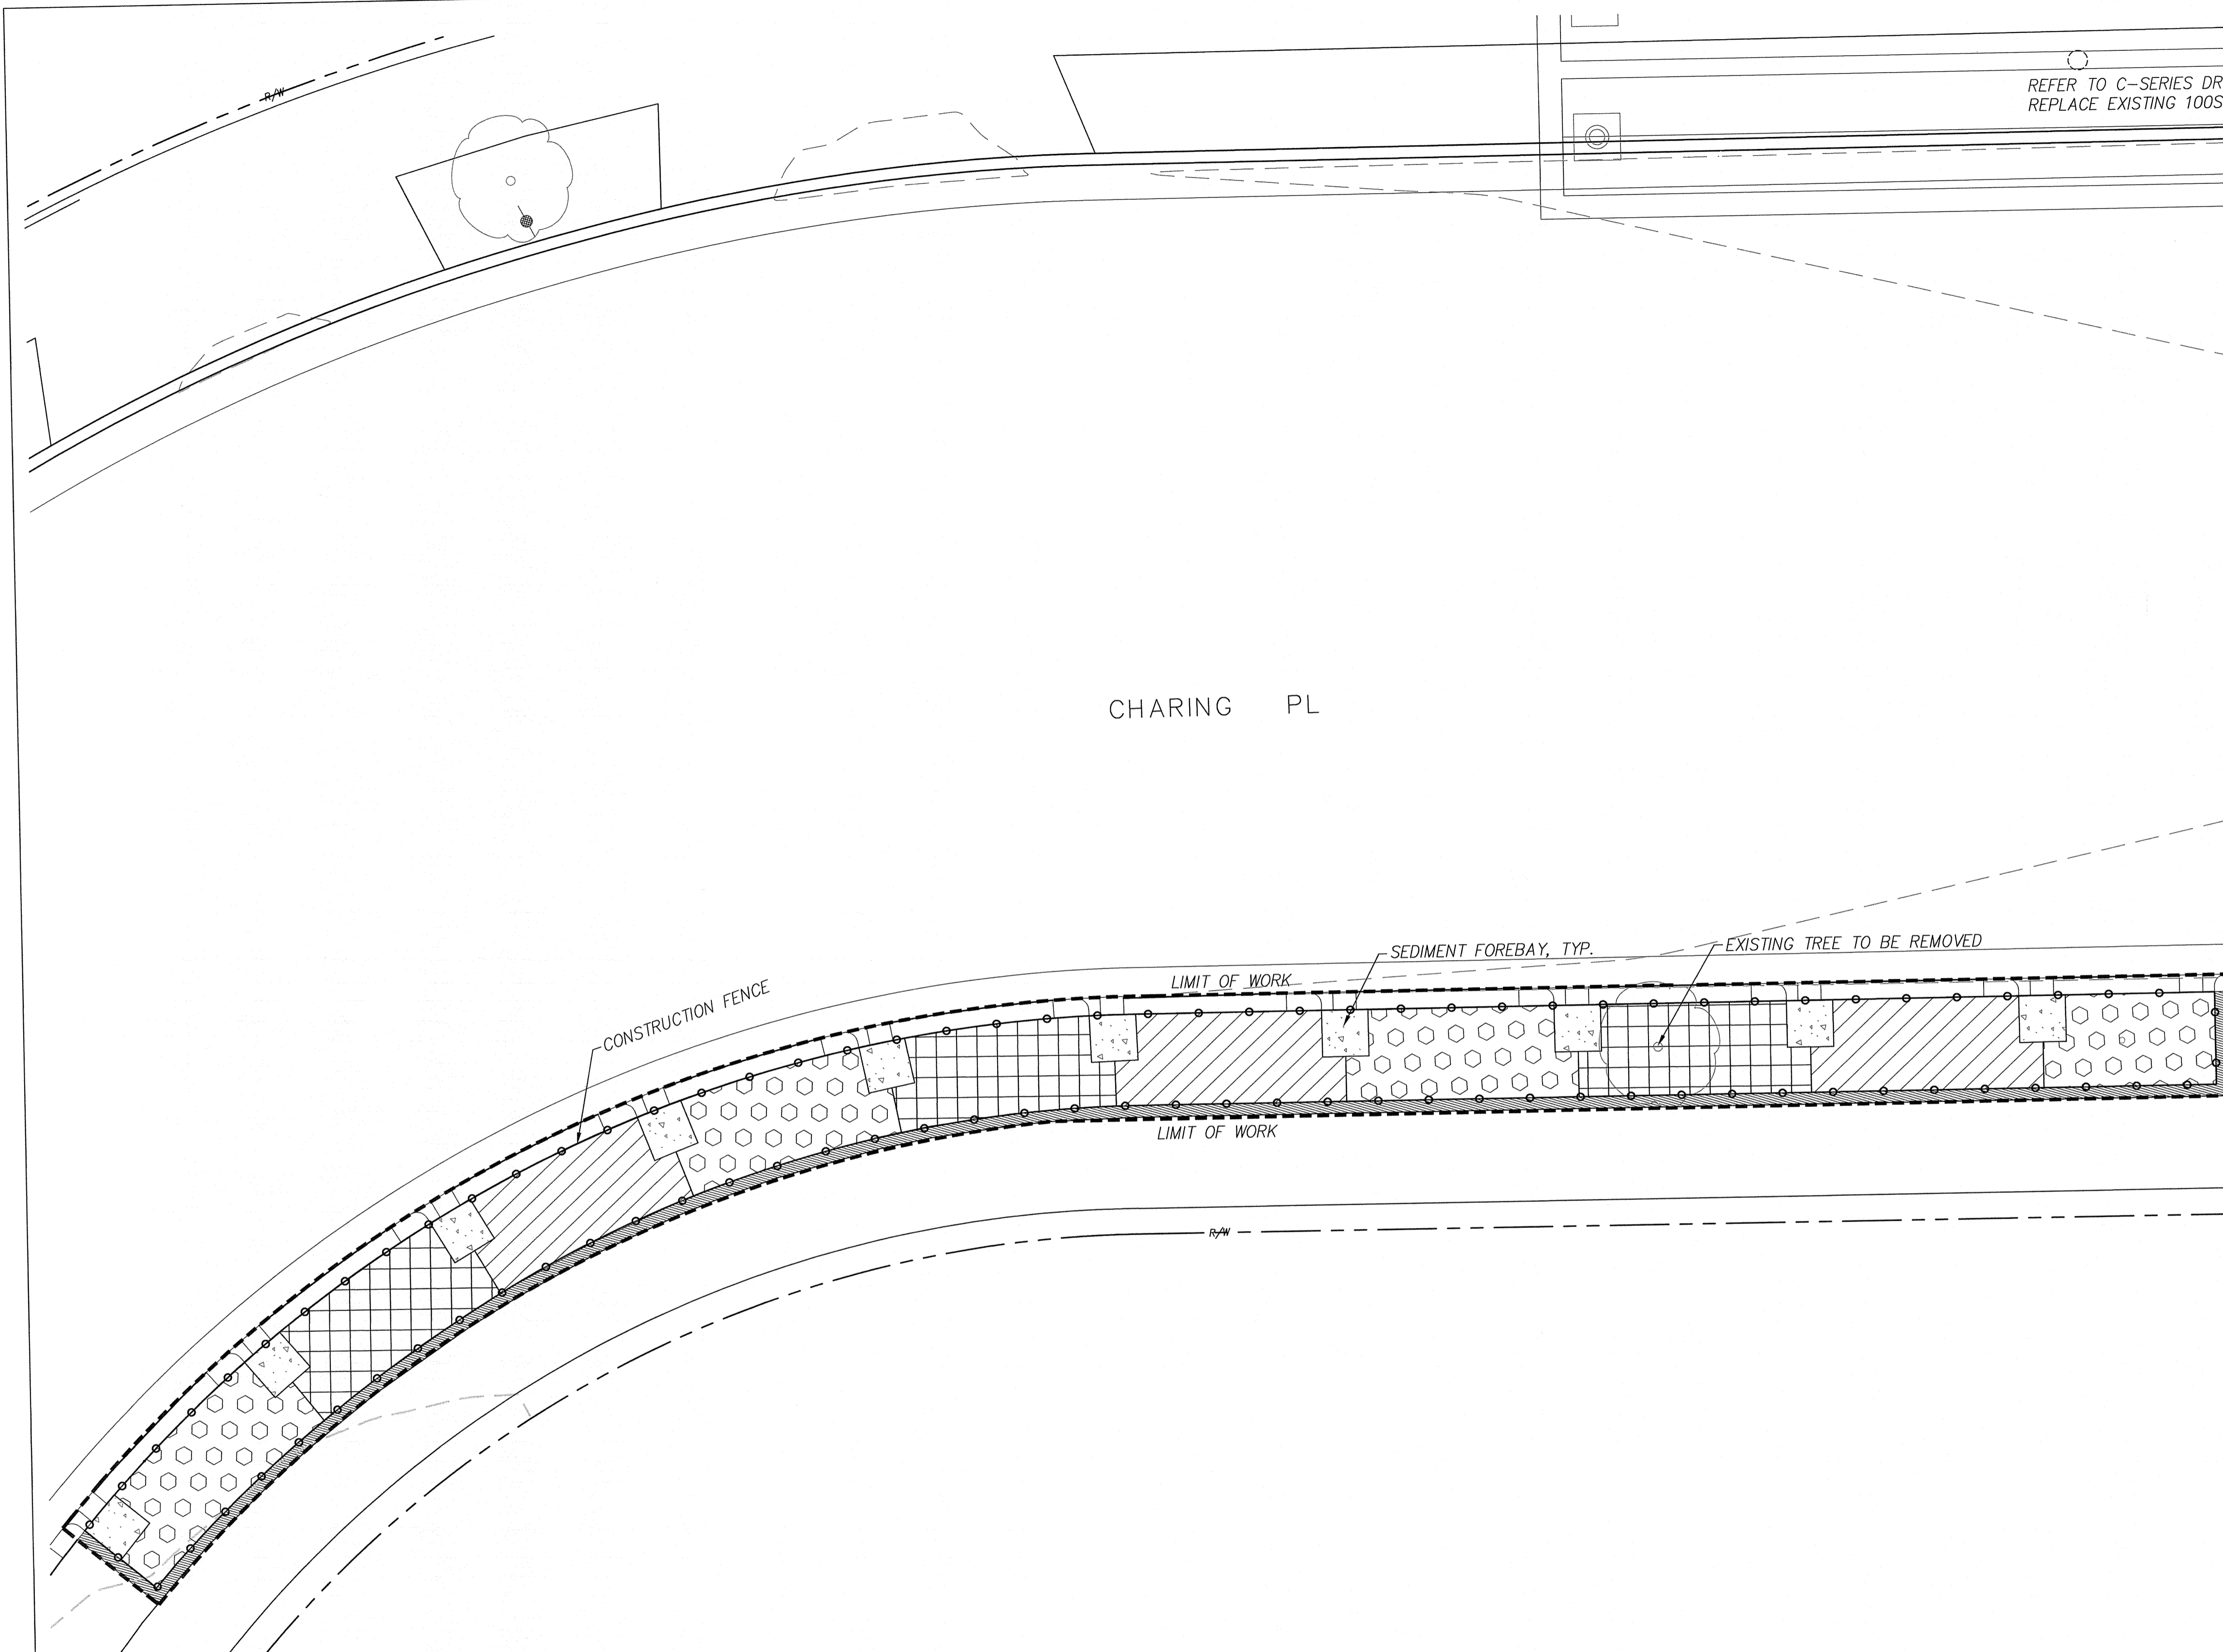 R/W
REFER TO C-SERIES DR
REPLACE EXISTING 100S
CHARING PL
SEDIMENT FOREBAY, TYP.
EXISTING TREE TO BE REMOVED
LIMIT OF WORK
CONSTRUCTION FENCE
LIMIT OF WORK
R/W